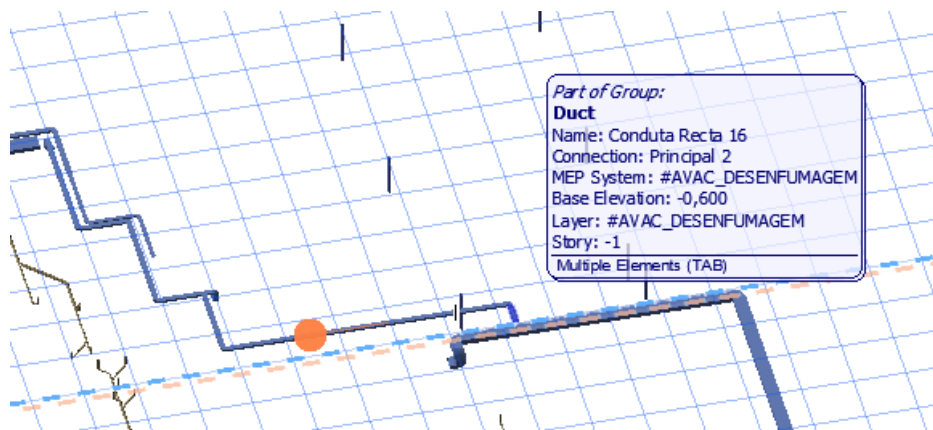 Part of Group:
Duct
Name: Conduta Recta 16
Connection: Principal 2
MEP System: #AVAC_DESENFUMAGEM
Base Elevation: -0,600
Layer: #AVAC_DESENFUMAGEM
Story: -1
Multiple Elements (TAB)